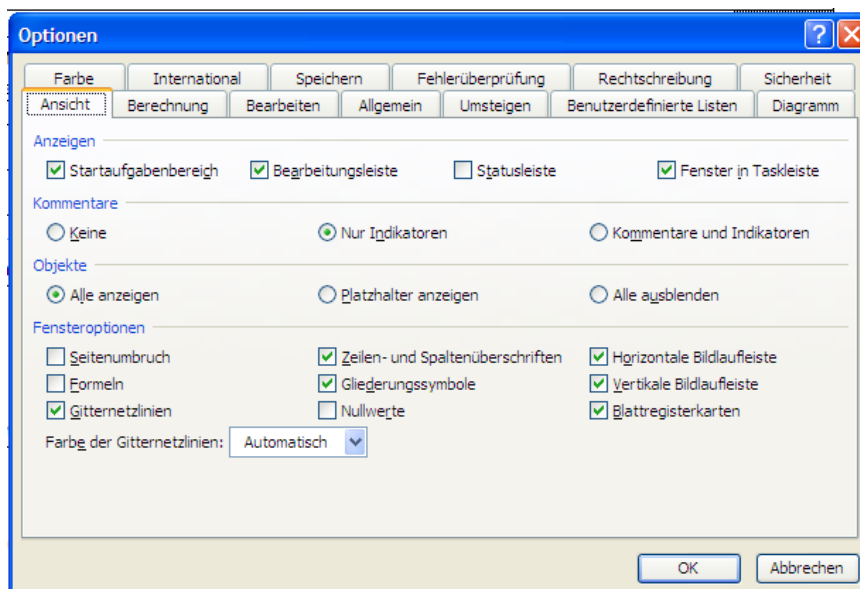 Optionen
Farbe International Speichern Fehlerüberprüfung Rechtschreibung Sicherheit
Ansicht Berechnung Bearbeiten Allgemein Umsteigen Benutzerdefinierte Listen Diagramm
Anzeigen
Startaufgabenbereich Bearbeitungsleiste Statusleiste Fenster in Taskleiste
Kommentare
Keine Nur Indikatoren Kommentare und Indikatoren
Objekte
Alle anzeigen Platzhalter anzeigen Alle ausblenden
Fensteroptionen
Seitenumbruch Zeilen- und Spaltenüberschriften Horizontale Bildlaufleiste
Formeln Gliederungssymbole Vertikale Bildlaufleiste
Gitternetzlinien Nullwerte Blattregisterkarten
Farbe der Gitternetzlinien: Automatisch
OK Abbrechen